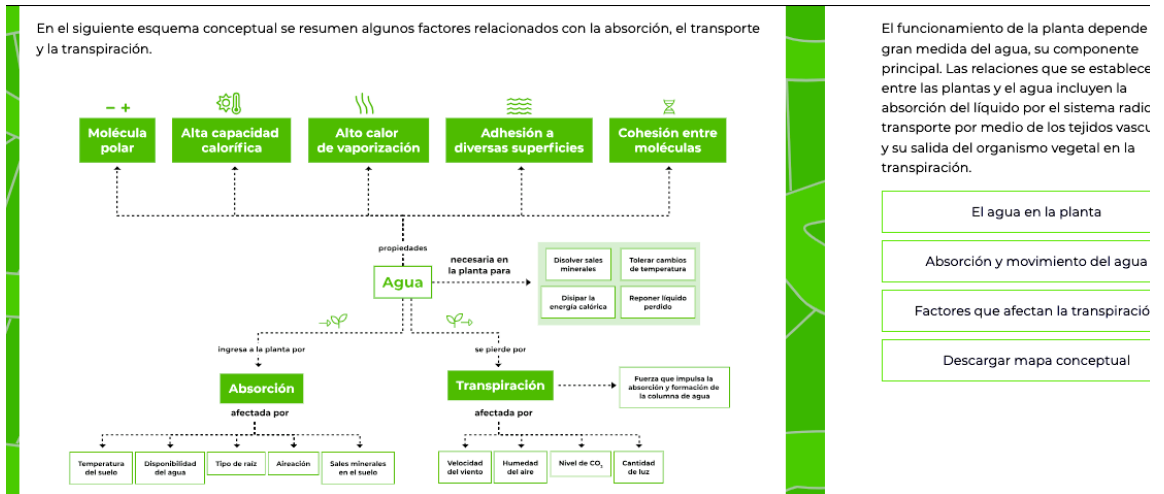 En el siguiente esquema conceptual se resumen algunos factores relacionados con la absorción, el transporte
y la transpiración.
− +
Molécula
polar
Alta capacidad
calorífica
Alto calor
de vaporización
Adhesión a
diversas superficies
Cohesión entre
moléculas
propiedades
Agua
necesaria en
la planta para
Disolver sales
minerales
Tolerar cambios
de temperatura
Disipar la
energía calórica
Reponer líquido
perdido
ingresa a la planta por
se pierde por
Absorción
Transpiración
Fuerza que impulsa la
absorción y formación de
la columna de agua
afectada por
afectada por
Temperatura
del suelo
Disponibilidad
del agua
Tipo de raíz
Aireación
Sales minerales
en el suelo
Velocidad
del viento
Humedad
del aire
Nivel de CO₂
Cantidad
de luz
El funcionamiento de la planta depende
gran medida del agua, su componente
principal. Las relaciones que se establece
entre las plantas y el agua incluyen la
absorción del líquido por el sistema radic
transporte por medio de los tejidos vascu
y su salida del organismo vegetal en la
transpiración.
El agua en la planta
Absorción y movimiento del agua
Factores que afectan la transpiració
Descargar mapa conceptual